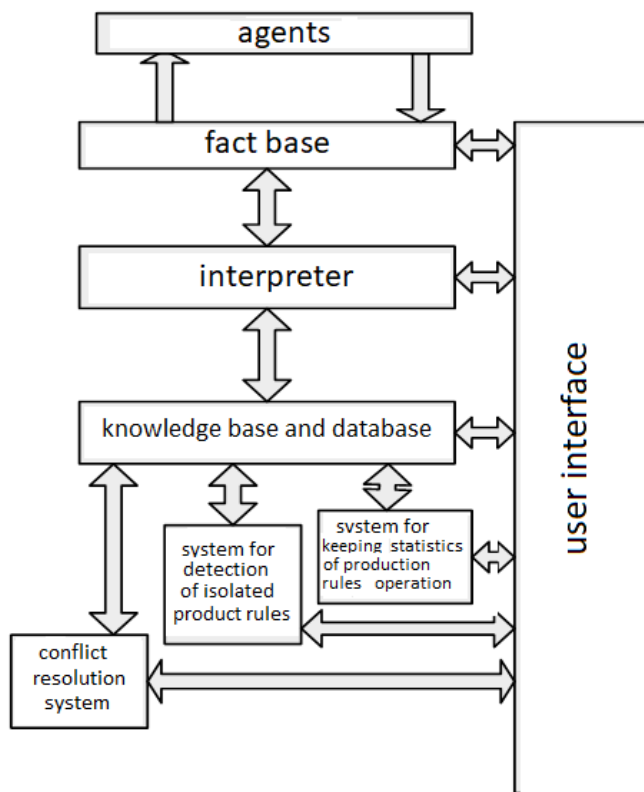 agents
fact base
interpreter
knowledge base and database
system for
detection
of isolated
product rules
system for
keeping statistics
of production
rules operation
conflict
resolution
system
user interface